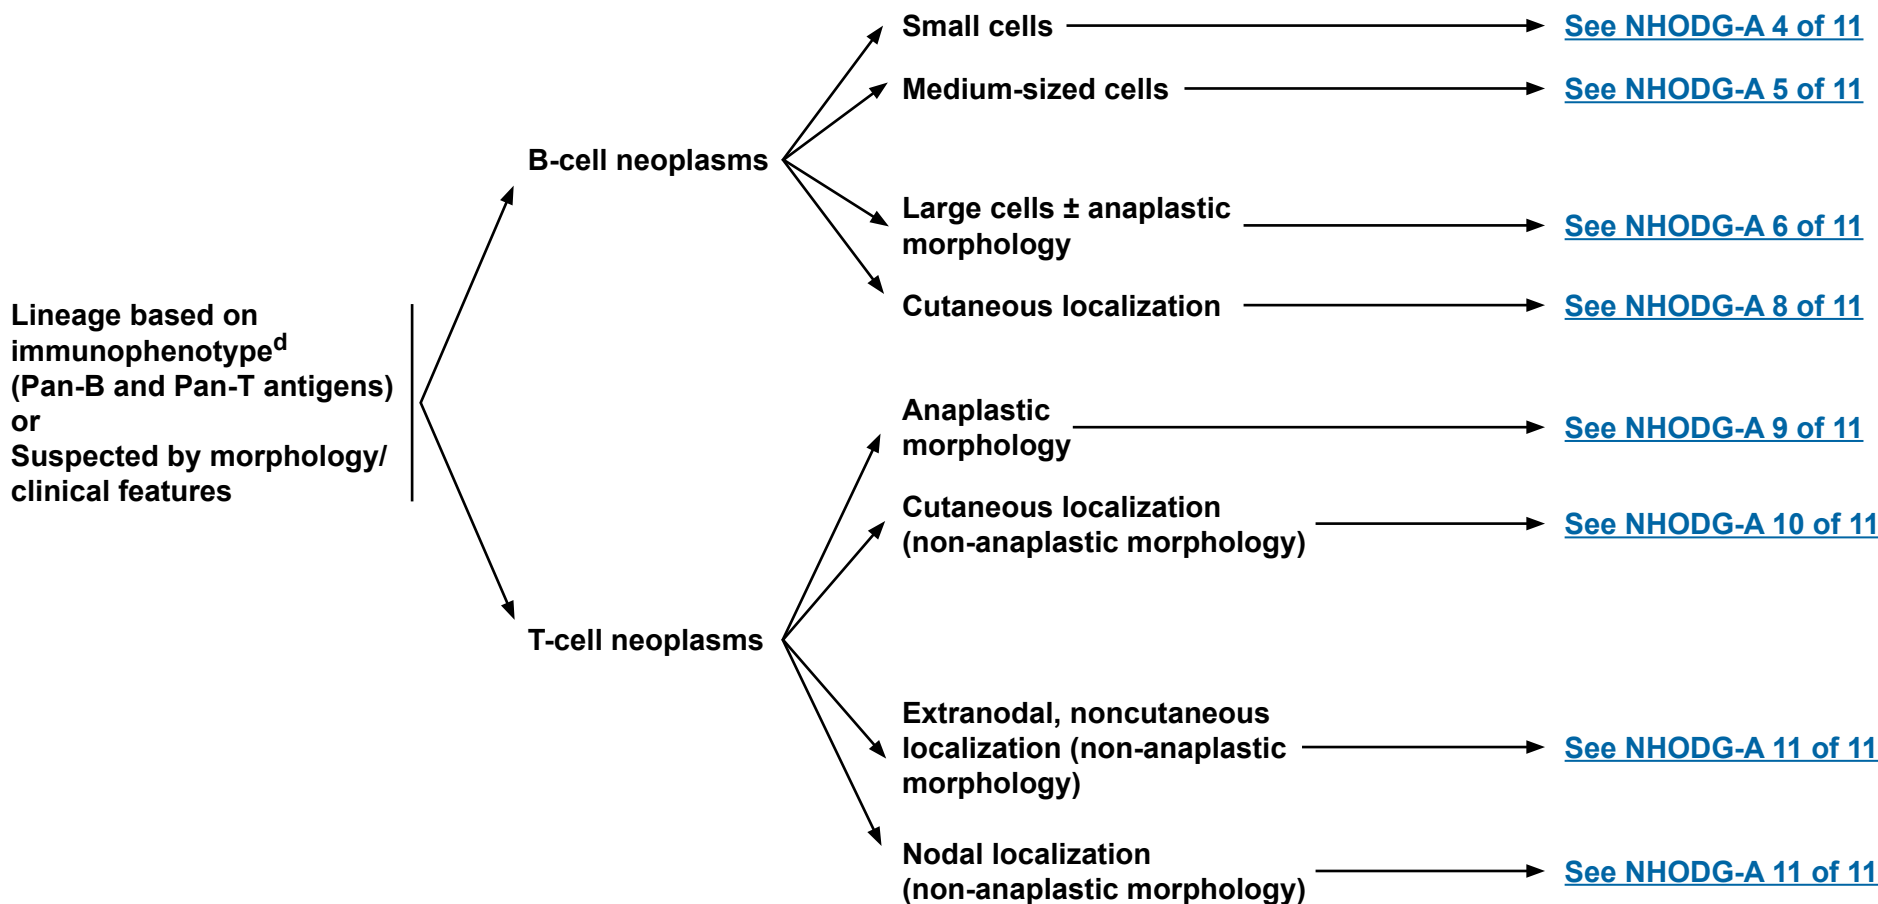 Lineage based on
immunophenotypeᵈ
(Pan-B and Pan-T antigens)
or
Suspected by morphology/
clinical features
B-cell neoplasms
Small cells
See NHODG-A 4 of 11
Medium-sized cells
See NHODG-A 5 of 11
Large cells ± anaplastic
morphology
See NHODG-A 6 of 11
Cutaneous localization
See NHODG-A 8 of 11
T-cell neoplasms
Anaplastic
morphology
See NHODG-A 9 of 11
Cutaneous localization
(non-anaplastic morphology)
See NHODG-A 10 of 11
Extranodal, noncutaneous
localization (non-anaplastic
morphology)
See NHODG-A 11 of 11
Nodal localization
(non-anaplastic morphology)
See NHODG-A 11 of 11